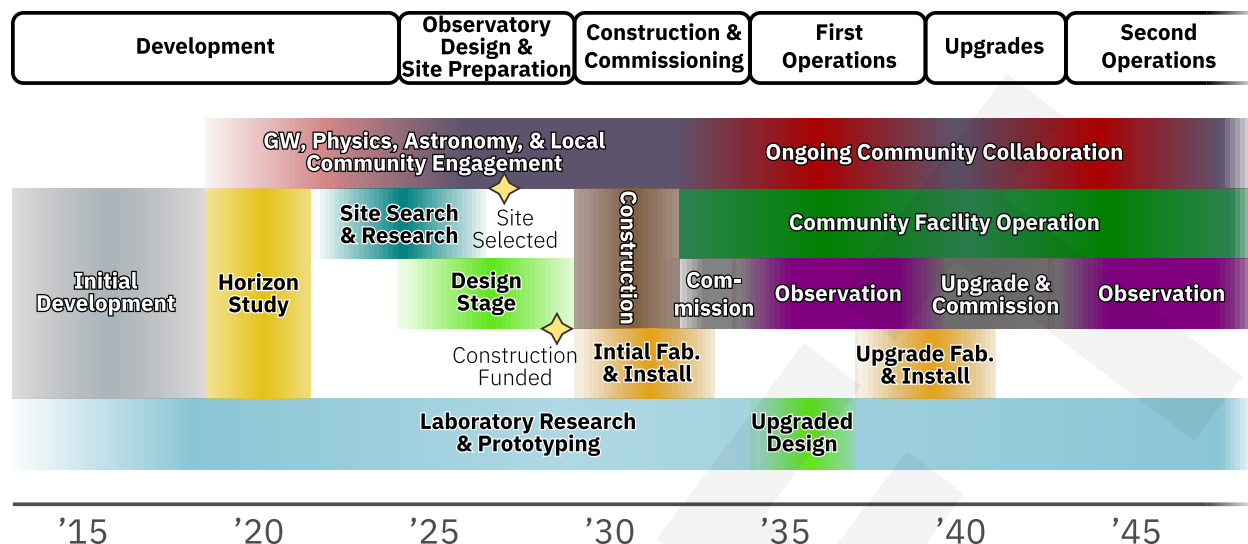 Development
Observatory
Design &
Site Preparation
Construction &
Commissioning
First
Operations
Upgrades
Second
Operations
GW, Physics, Astronomy, & Local
Community Engagement
Ongoing Community Collaboration
Site Search
& Research
Site
Selected
Construction
Community Facility Operation
Initial
Development
Horizon
Study
Design
Stage
Com-
mission
Observation
Upgrade &
Commission
Observation
Construction
Funded
Intial Fab.
& Install
Upgrade Fab.
& Install
Laboratory Research
& Prototyping
Upgraded
Design
’15
’20
’25
’30
’35
’40
’45